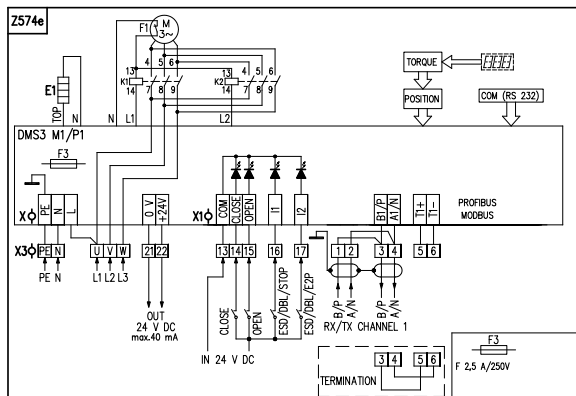 Z574e
F1
M
3~
4 5 6
4 5 6
13
K1
14
7 8 9
13
K2
14
7 8 9
E1
TOP
N
N
L1
L2
TORQUE
POSITION
COM (RS 232)
DMS3 M1/P1
F3
X
PE
N
L
0 V
+24V
X1
COM
CLOSE
OPEN
I1
I2
B1/P
A1/N
T1+
T1-
PROFIBUS
MODBUS
X3
PE N
U V W
21 22
13 14 15
16
17
1 2
3 4
5 6
PE N
L1 L2 L3
OUT
24 V DC
max.40 mA
CLOSE
OPEN
ESD/DBL/STOP
ESD/DBL/E2P
IN 24 V DC
B/P
A/N
B/P
A/N
RX/TX CHANNEL 1
TERMINATION
3 4
5 6
F3
F 2,5 A/250V